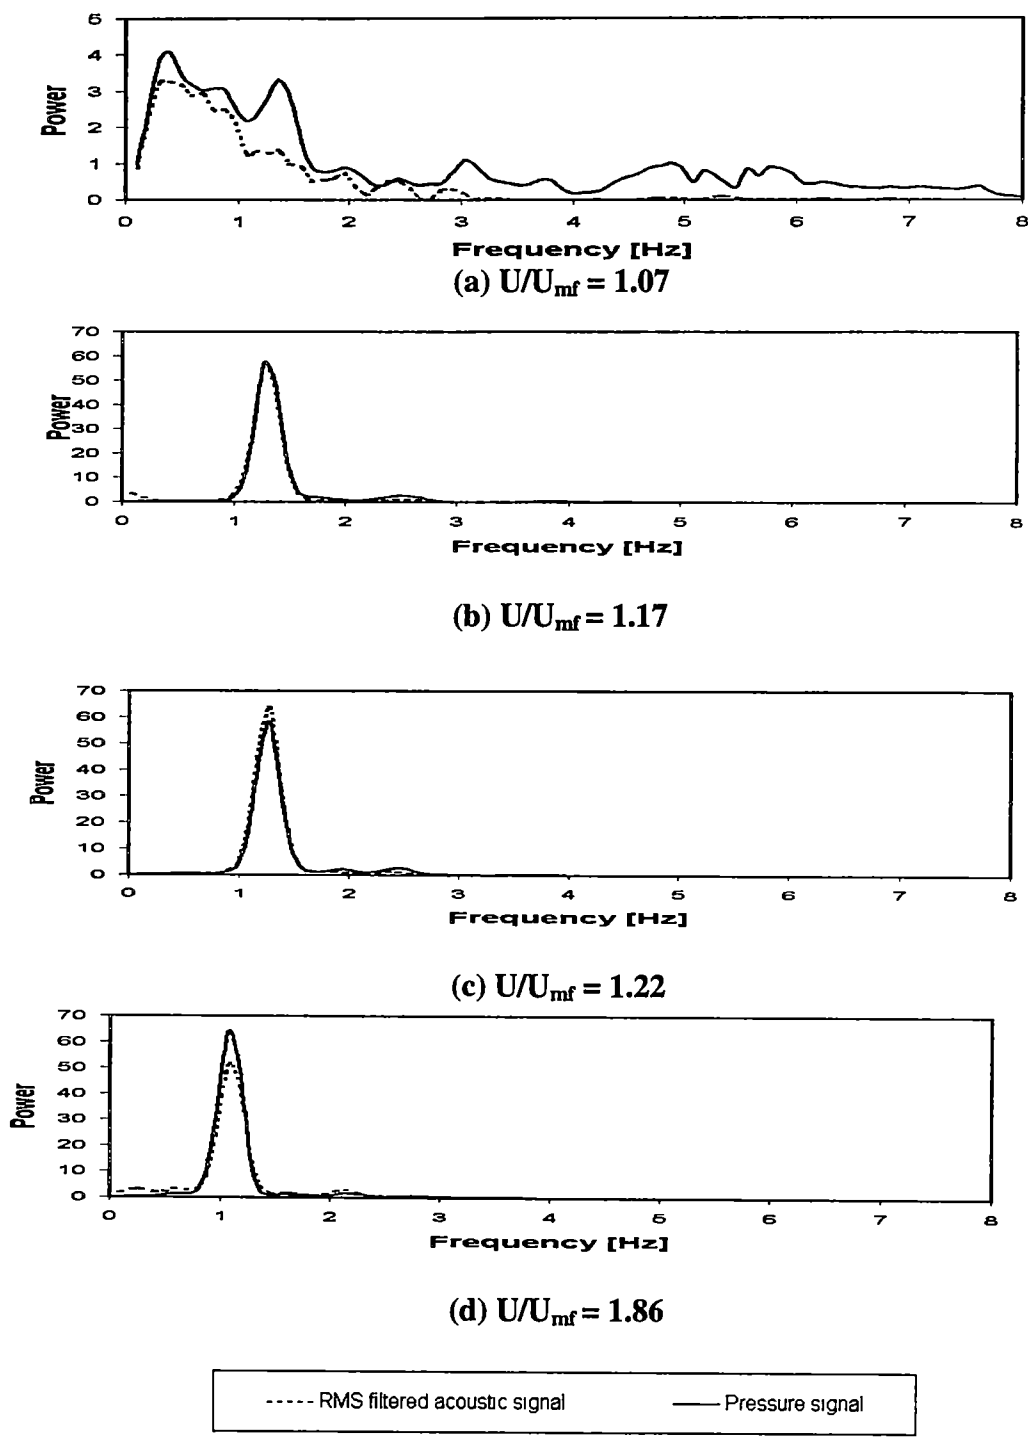 5
4
3
2
1
0
Power
0 1 2 3 4 5 6 7 8
Frequency [Hz]
(a) U/Umf = 1.07
70
60
50
40
30
20
10
0
Power
0 1 2 3 4 5 6 7 8
Frequency [Hz]
(b) U/Umf = 1.17
70
60
50
40
30
20
10
0
Power
0 1 2 3 4 5 6 7 8
Frequency [Hz]
(c) U/Umf = 1.22
70
60
50
40
30
20
10
0
Power
0 1 2 3 4 5 6 7 8
Frequency [Hz]
(d) U/Umf = 1.86
RMS filtered acoustic signal Pressure signal